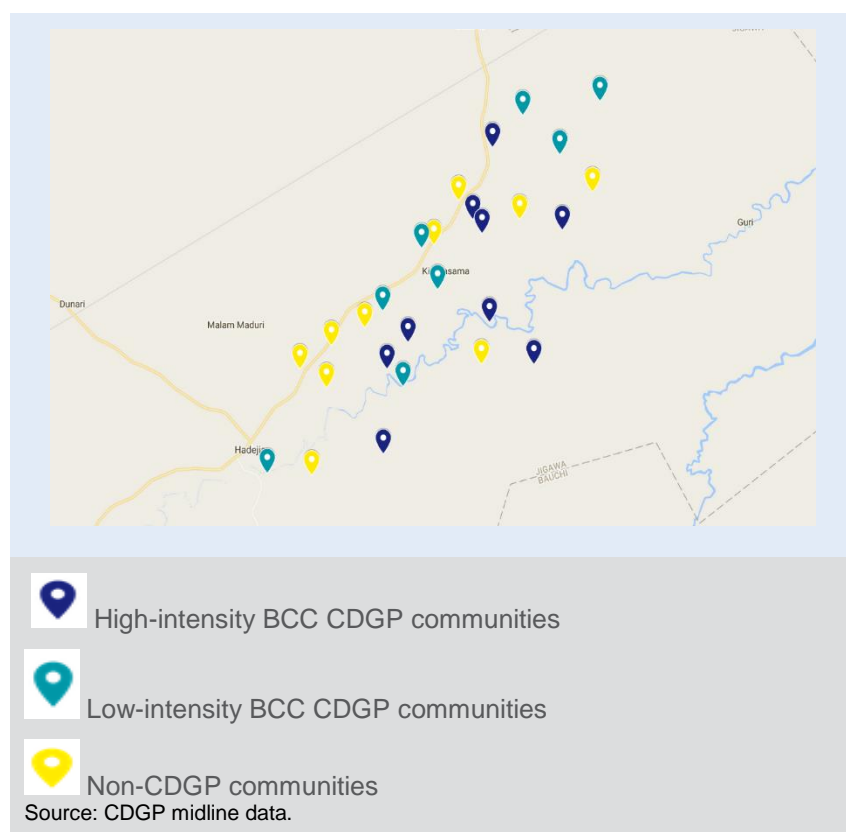 Guri
Dunari
Malam Maduri
Hadejia
JIGAWA
BAUCHI
High-intensity BCC CDGP communities
Low-intensity BCC CDGP communities
Non-CDGP communities
Source: CDGP midline data.